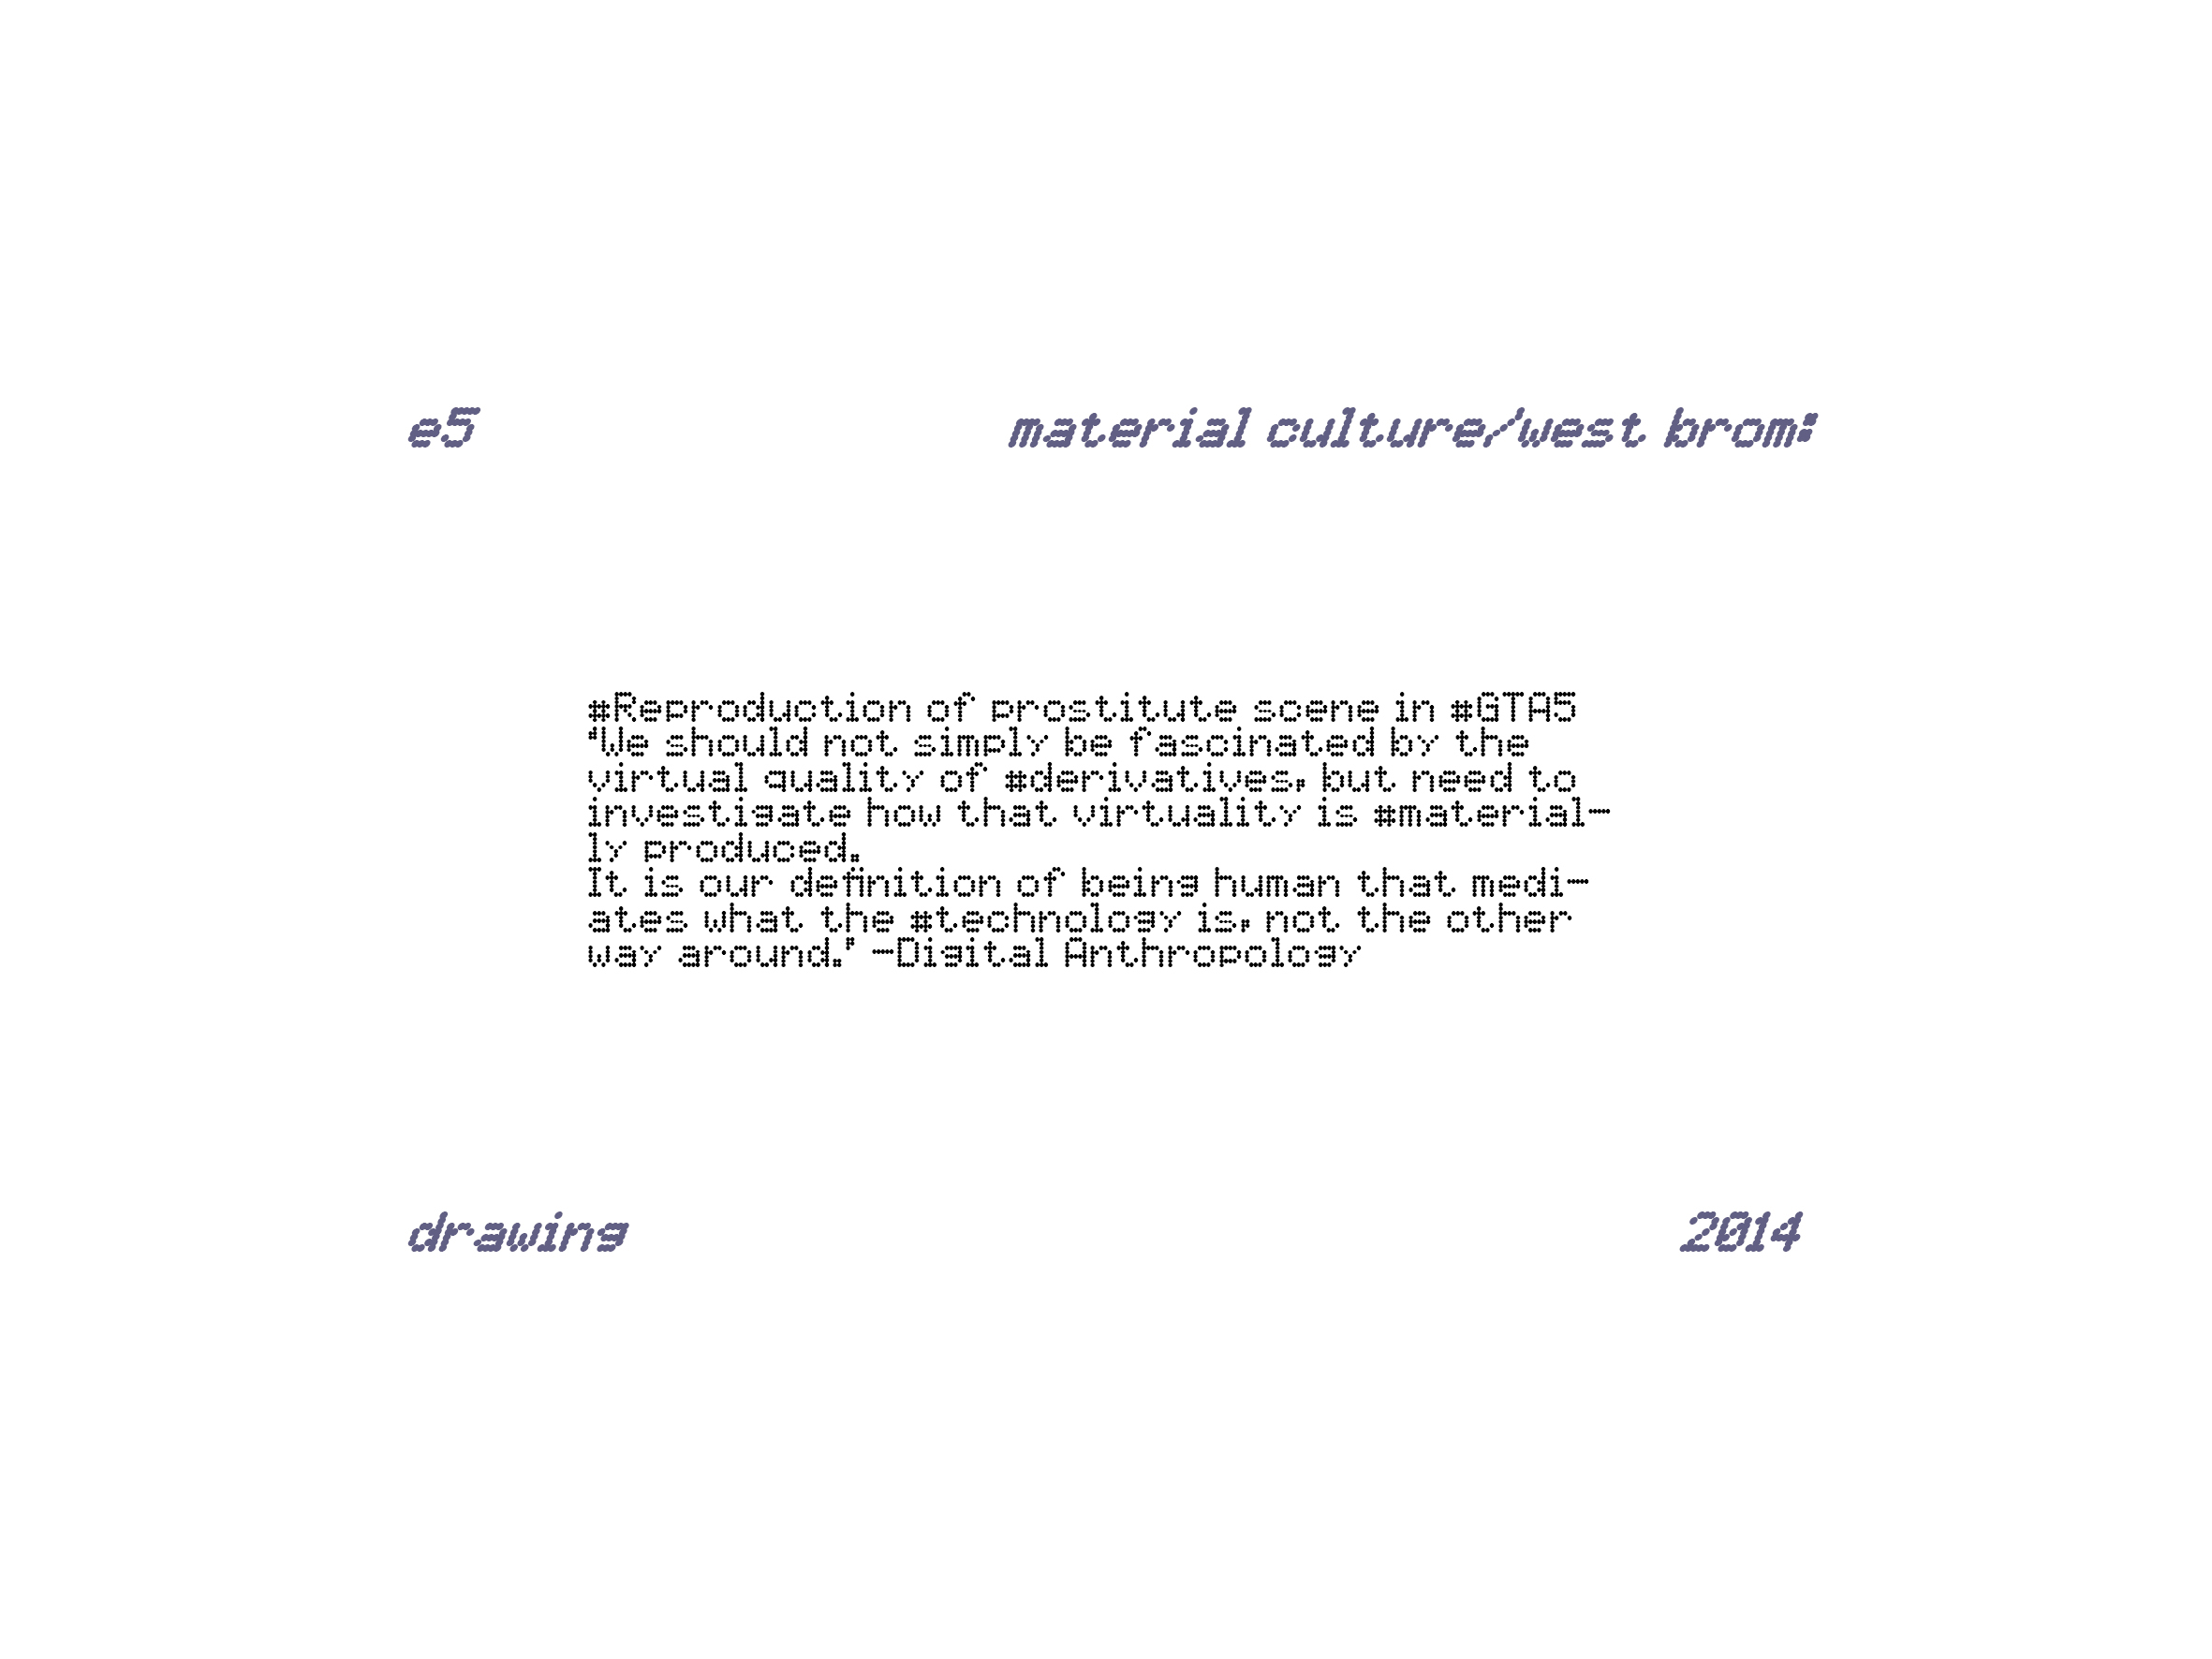 e5
material culture/west brom:
#Reproduction of prostitute scene in #GTA5
'We should not simply be fascinated by the
virtual quality of #derivatives, but need to
investigate how that virtuality is #material-
ly produced.
It is our definition of being human that medi-
ates what the #technology is, not the other
way around.' -Digital Anthropology
drawing
2014